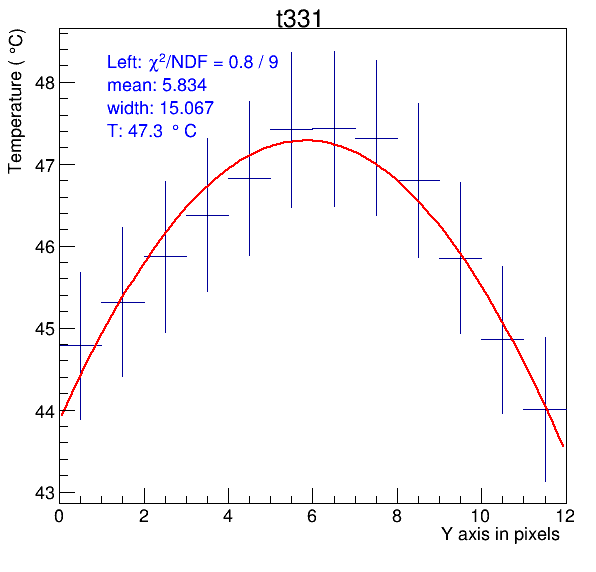 t331
Temperature ( °C)
Left: χ²/NDF = 0.8 / 9
mean: 5.834
width: 15.067
T: 47.3 ° C
48
47
46
45
44
43
0 2 4 6 8 10 12
Y axis in pixels